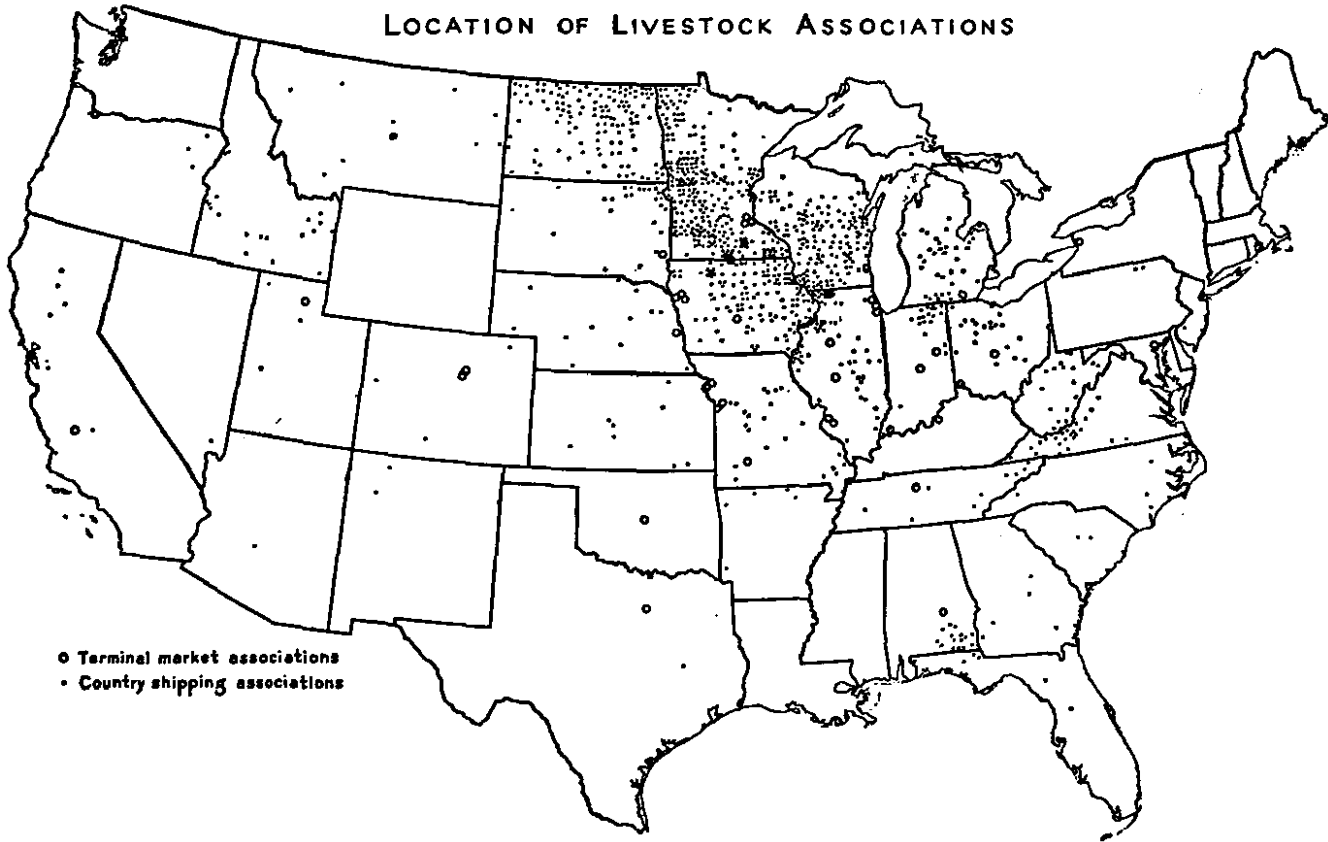 LOCATION OF LIVESTOCK ASSOCIATIONS
Terminal market associations
Country shipping associations